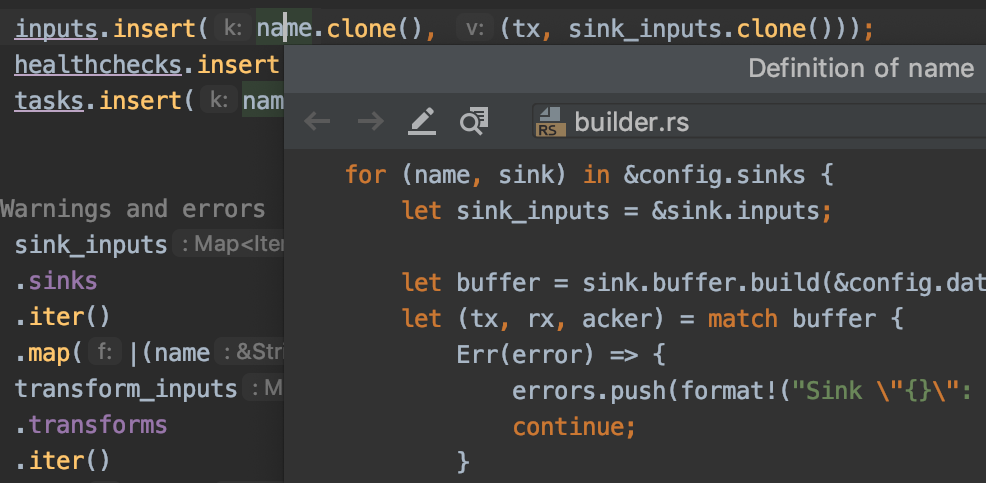 inputs.insert( k: name.clone(), v: (tx, sink_inputs.clone()));
healthchecks.insert
tasks.insert( k: nam
Warnings and errors
sink_inputs : Map<Iter
.sinks
.iter()
.map( f: |(name : &Stri
transform_inputs : M
.transforms
.iter()
Definition of name
RS builder.rs
for (name, sink) in &config.sinks {
let sink_inputs = &sink.inputs;
let buffer = sink.buffer.build(&config.dat
let (tx, rx, acker) = match buffer {
Err(error) => {
errors.push(format!("Sink \"{}\":
continue;
}